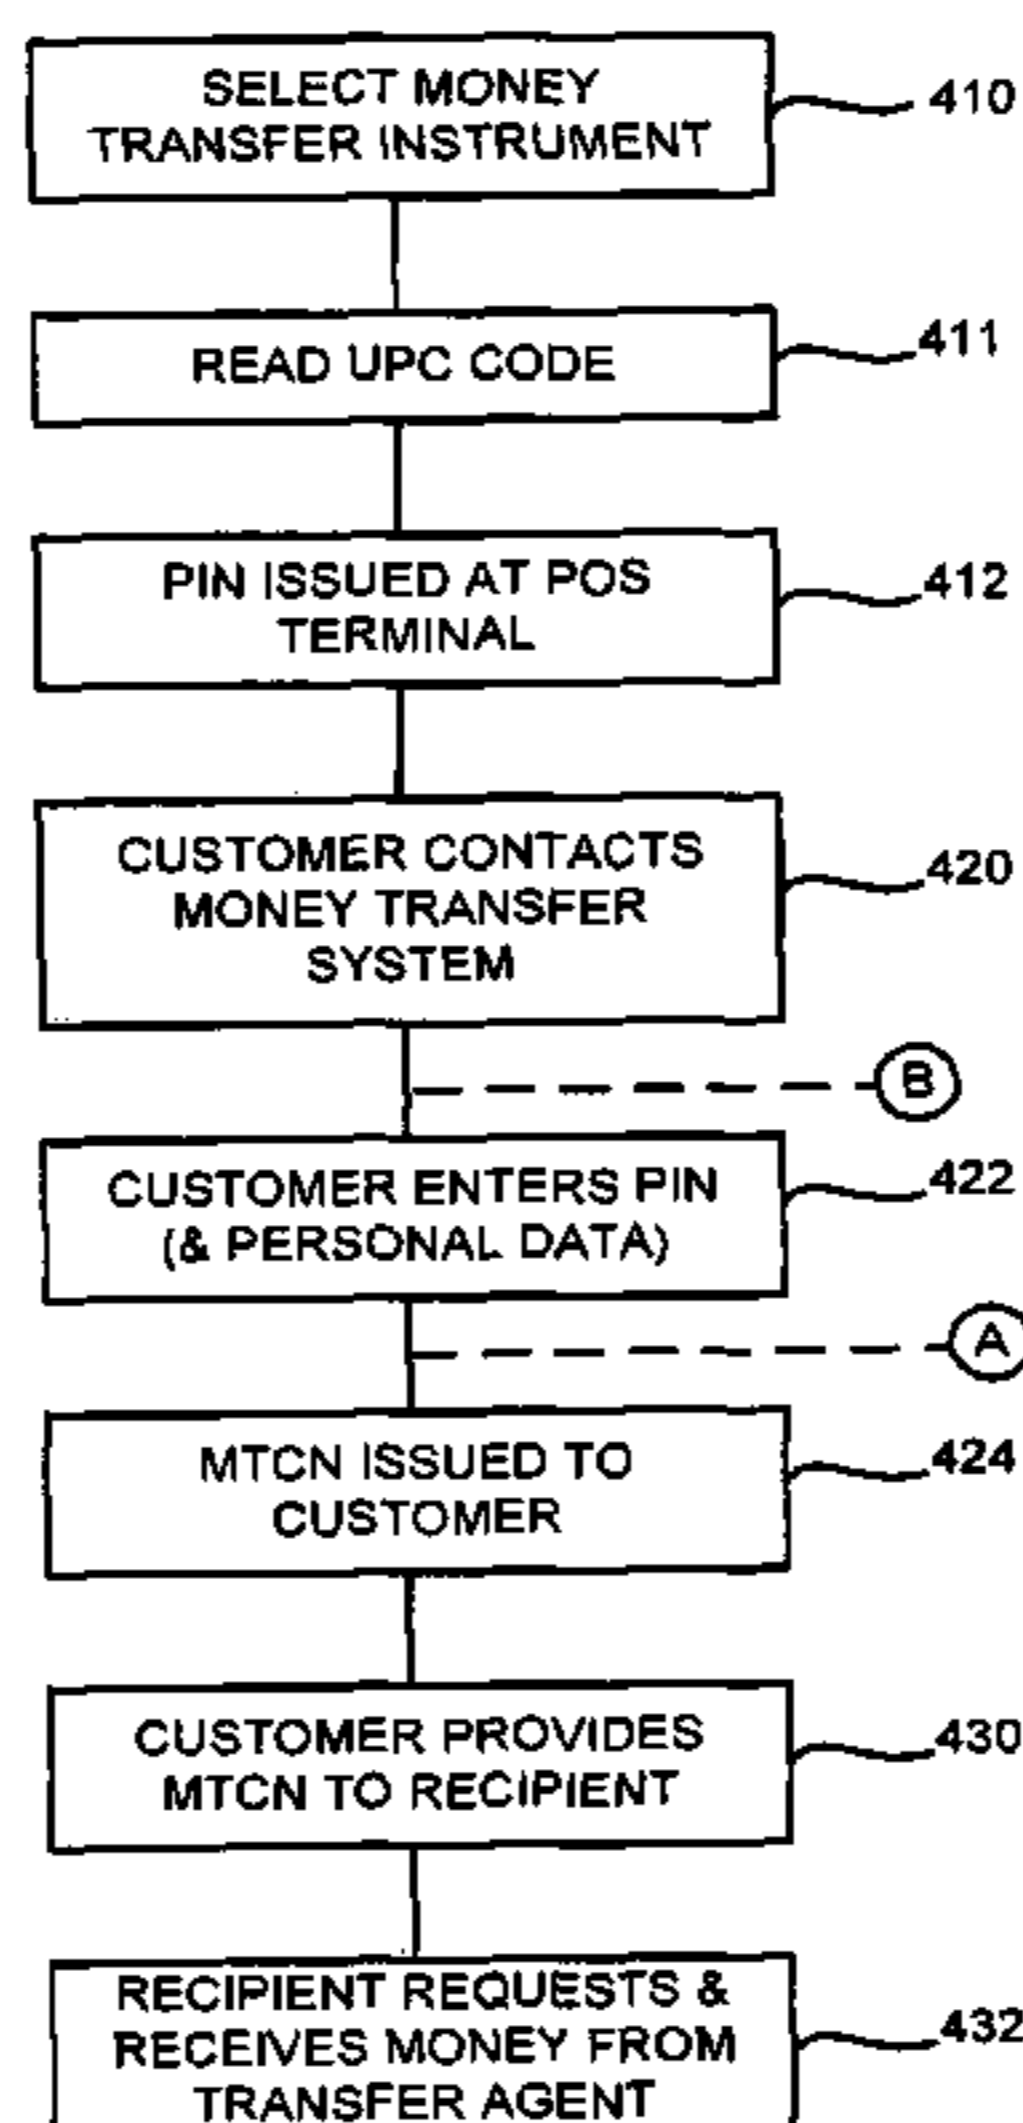 SELECT MONEY
TRANSFER INSTRUMENT
410
READ UPC CODE
411
PIN ISSUED AT POS
TERMINAL
412
CUSTOMER CONTACTS
MONEY TRANSFER
SYSTEM
420
B
CUSTOMER ENTERS PIN
(& PERSONAL DATA)
422
A
MTCN ISSUED TO
CUSTOMER
424
CUSTOMER PROVIDES
MTCN TO RECIPIENT
430
RECIPIENT REQUESTS &
RECEIVES MONEY FROM
TRANSFER AGENT
432